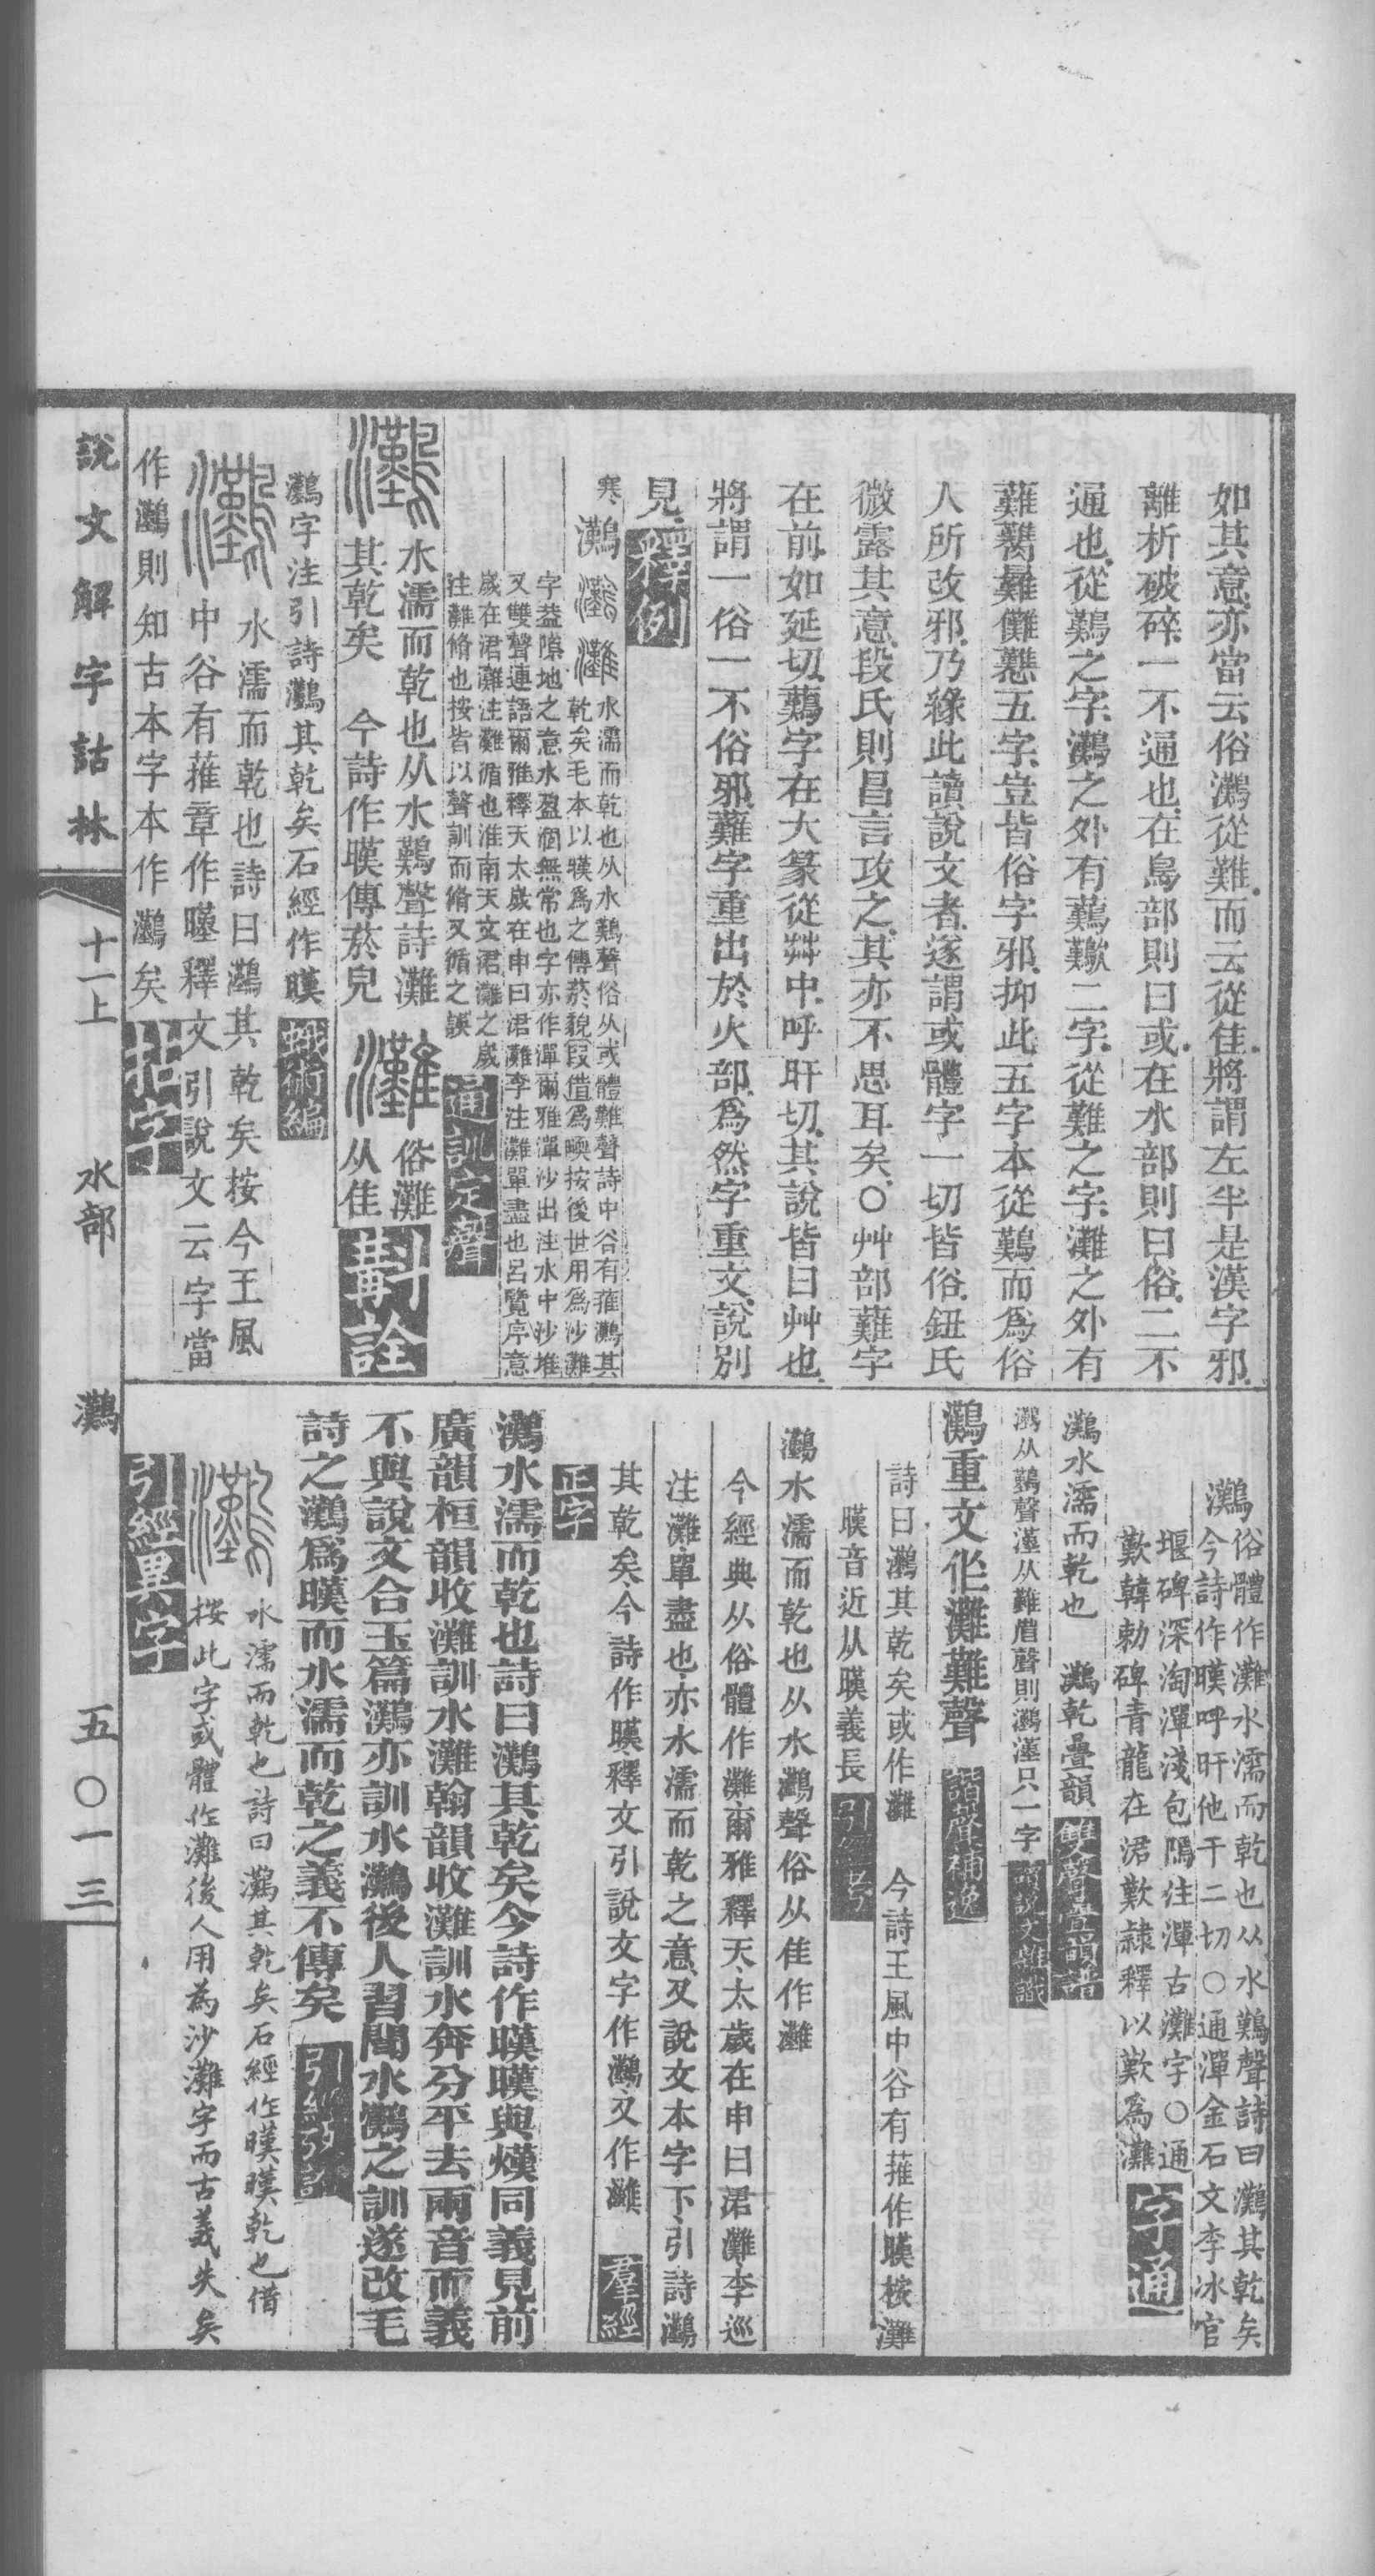 如其意亦當云俗灘從難而云從佳將謂左半是漢字邪
離析破碎一不通也在鳥部則曰或在水部則曰俗二不
通也從鷬之字灘之外有鷬歎二字從難之字灘之外有
五字豈皆俗字邪抑此五字本從鷬而為俗
人所改邪乃緣此讀說文者遂謂或體字一切皆俗鈕氏
微露其意段氏則昌言攻之其亦不思耳矣〇艸部字
在前如延切字在大篆從茻中呼旰切其說皆曰艸也
將謂一俗一不俗邪字重出於火部為然字重文說別
見釋例
寒灘灘灘
水濡而乾也从水鷬聲俗从或體難聲詩中谷有蓷灘其
乾矣毛本以暵為之傳菸貌叚借為暵按後世用為沙灘
字葢隰地之意水盈涸無常也字亦作潬爾雅潬沙出注水中沙堆
又雙聲連語爾雅釋天太歲在申曰涒灘李注灘單盡也呂覽序意
歲在涒灘注灘循也淮南天文涒灘之歲
注灘脩也按皆以聲訓而脩又循之誤
通訓定聲
灘水濡而乾也从水鷬聲詩灘
其乾矣 今詩作暵傳菸皃
灘俗灘
从隹
斠詮
灘字注引詩灘其乾矣石經作暵
蛾術編
灘水濡而乾也詩曰灘其乾矣按今王風
中谷有蓷章作暵釋文引說文云字當
作灘則知古本字本作灘矣
正字
灘俗體作灘水濡而乾也从水鷬聲詩曰灘其乾矣
今詩作暵呼旰他干二切〇通潬金石文李冰官
堰碑深淘潬淺包隝注潬古灘字〇通
歎韓勑碑青龍在涒歎隸釋以歎為灘
字通
灘水濡而乾也 灘乾疊韻
雙聲疊韻譜
灘从鷬聲漢从難省聲則灘漢只一字
讀說文雜識
灘重文作灘難聲
諧聲補逸
詩曰灘其乾矣或作灘 今詩王風中谷有蓷作暵按灘
暵音近从暵義長
引經考
灘水濡而乾也从水鷬聲俗从隹作灘
今經典从俗體作灘爾雅釋天太歲在申曰涒灘李巡
注灘單盡也亦水濡而乾之意又說文本字下引詩灘
其乾矣今詩作暵釋文引說文字作灘又作灘
羣經
正字
灘水濡而乾也詩曰灘其乾矣今詩作暵暵與熯同義見前
廣韻桓韻收灘訓水灘翰韻收灘訓水奔分平去兩音而義
不與說文合玉篇灘亦訓水灘後人習聞水灘之訓遂改毛
詩之灘為暵而水濡而乾之義不傳矣
灘水濡而乾也詩曰灘其乾矣石經作暵暵乾也借
按此字或體作灘後人用為沙灘字而古義失矣
引經異字
說文解字詁林 十一上 水部 灘 五〇一三